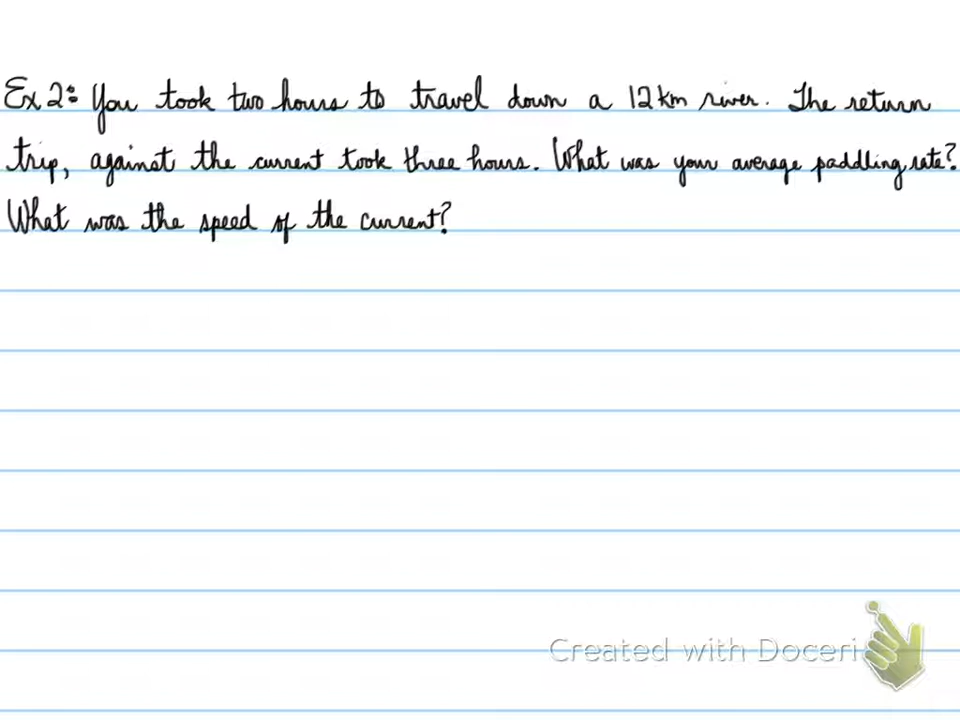 Ex 2: You took two hours to travel down a 12 km river. The return
trip, against the current took three hours. What was your average paddling rate?
What was the speed of the current?
Created with Doceri